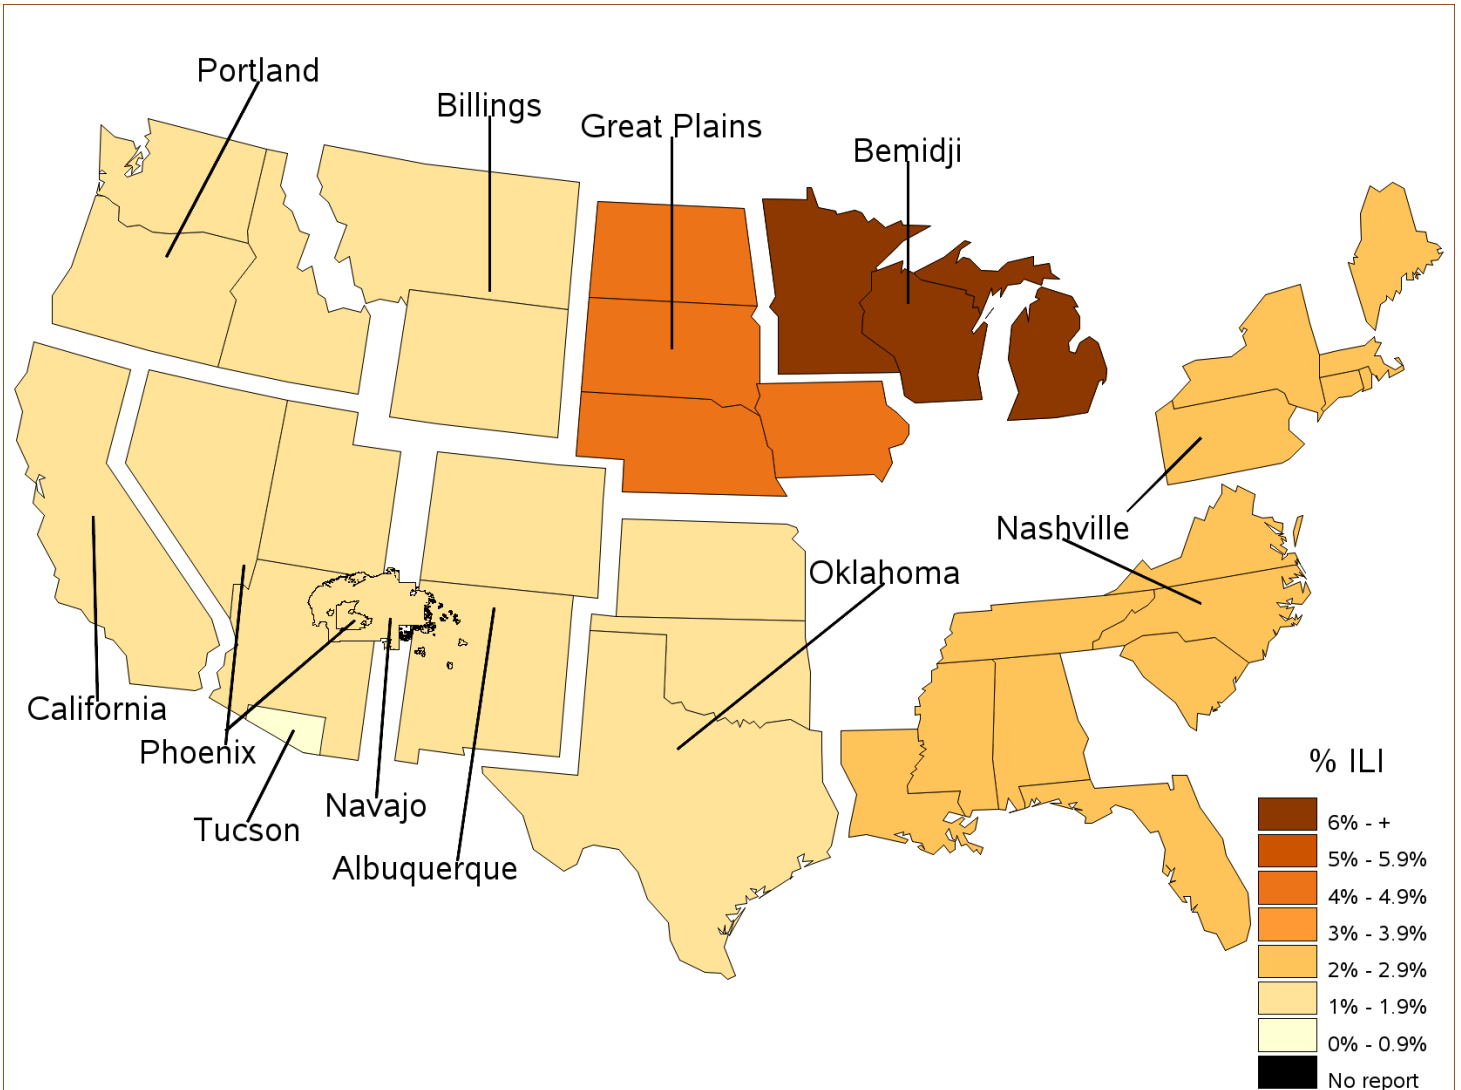 Portland
Billings
Great Plains
Bemidji
Nashville
Oklahoma
California
Phoenix
Navajo
Tucson
Albuquerque
% ILI
6% - +
5% - 5.9%
4% - 4.9%
3% - 3.9%
2% - 2.9%
1% - 1.9%
0% - 0.9%
No report